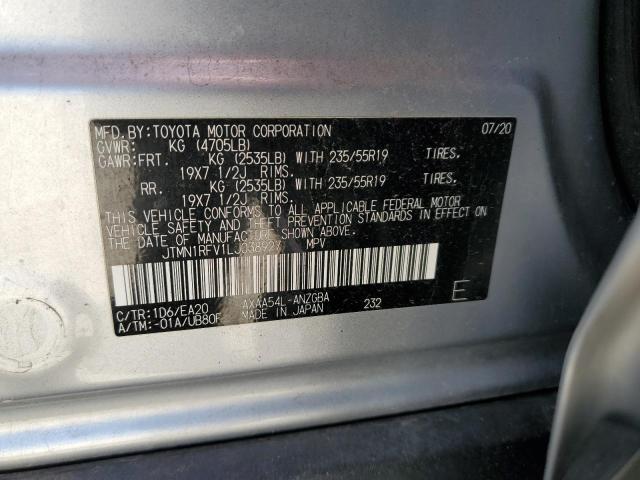 MFD.BY:TOYOTA MOTOR CORPORATION 07/20
GVWR: KG (4705LB)
GAWR:FRT. KG (2535LB) WITH 235/55R19 TIRES.
19X7 1/2J RIMS.
RR. KG (2535LB) WITH 235/55R19 TIRES.
19X7 1/2J RIMS.
THIS VEHICLE CONFORMS TO ALL APPLICABLE FEDERAL MOTOR
VEHICLE SAFETY AND THEFT PREVENTION STANDARDS IN EFFECT ON
THE DATE OF MANUFACTURE SHOWN ABOVE.
MPV
C/TR:1D6/EA20 AXAA54L-ANZGBA 232 E
A/TM:-01A/UB80F MADE IN JAPAN